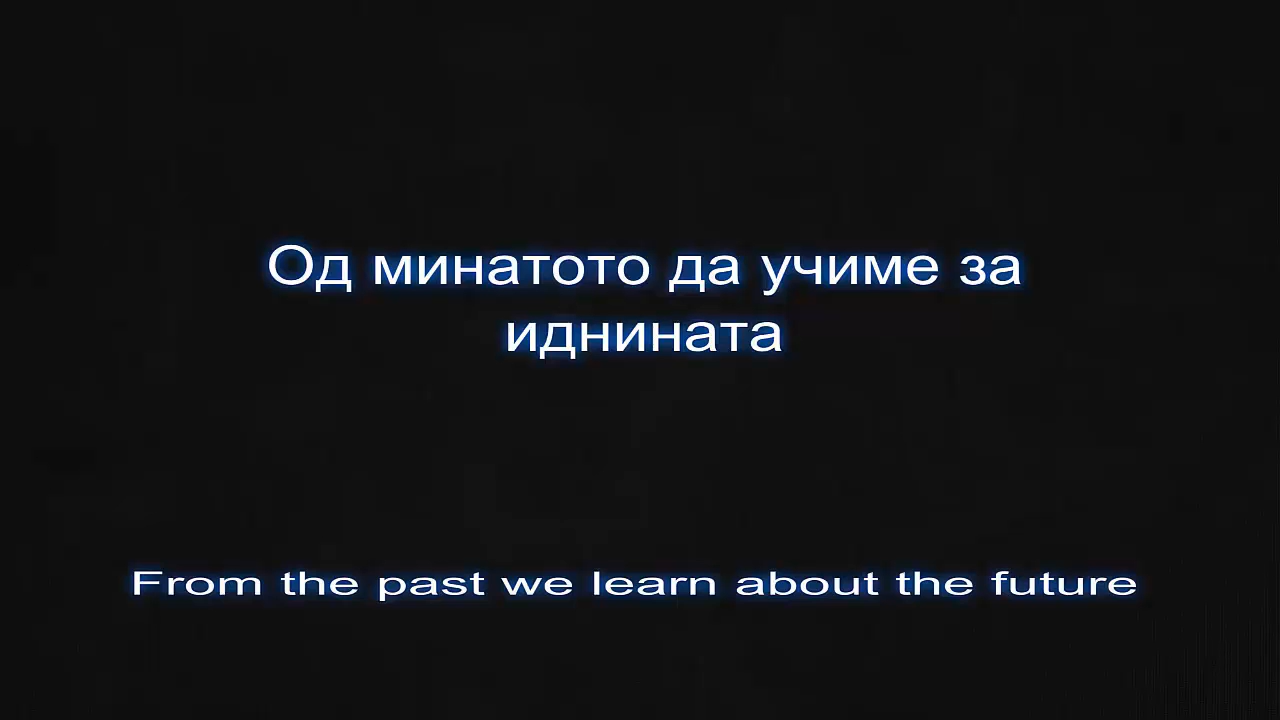 Од минатото да учиме за
иднината
From the past we learn about the future